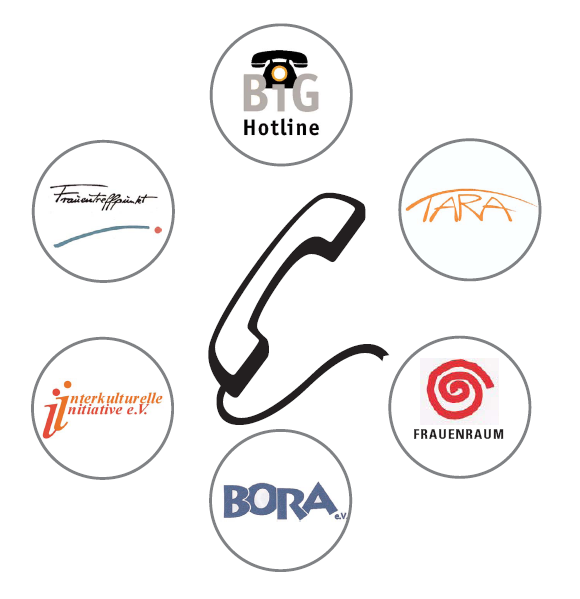 BIG
Hotline
Frauentreffpunkt
TARA
Interkulturelle
Initiative e.V.
FRAUENRAUM
BORA
e.V.